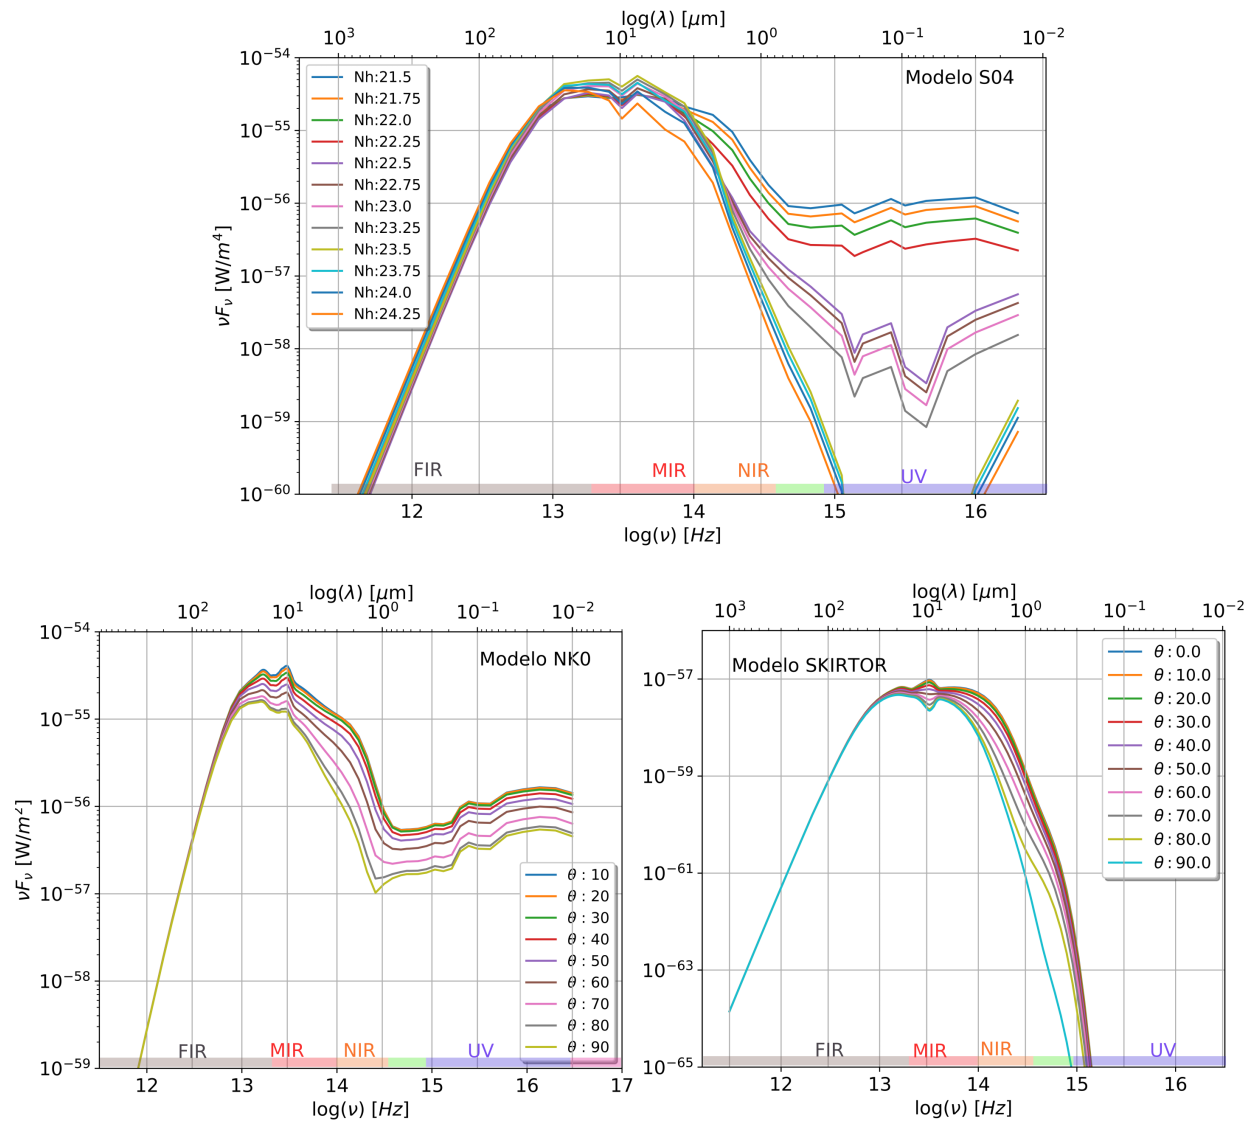 log(λ) [μm]
10³ 10² 10¹ 10⁰ 10⁻¹ 10⁻²
Modelo S04
10⁻⁵⁴
10⁻⁵⁵
10⁻⁵⁶
10⁻⁵⁷
10⁻⁵⁸
10⁻⁵⁹
10⁻⁶⁰
νFν [W/m⁴]
Nh:21.5
Nh:21.75
Nh:22.0
Nh:22.25
Nh:22.5
Nh:22.75
Nh:23.0
Nh:23.25
Nh:23.5
Nh:23.75
Nh:24.0
Nh:24.25
FIR MIR NIR UV
12 13 14 15 16
log(ν) [Hz]
log(λ) [μm]
10² 10¹ 10⁰ 10⁻¹ 10⁻²
Modelo NK0
10⁻⁵⁴
10⁻⁵⁵
10⁻⁵⁶
10⁻⁵⁷
10⁻⁵⁸
10⁻⁵⁹
νFν [W/m²]
θ : 10
θ : 20
θ : 30
θ : 40
θ : 50
θ : 60
θ : 70
θ : 80
θ : 90
FIR MIR NIR UV
12 13 14 15 16 17
log(ν) [Hz]
log(λ) [μm]
10³ 10² 10¹ 10⁰ 10⁻¹ 10⁻²
Modelo SKIRTOR
10⁻⁵⁷
10⁻⁵⁹
10⁻⁶¹
10⁻⁶³
10⁻⁶⁵
θ : 0.0
θ : 10.0
θ : 20.0
θ : 30.0
θ : 40.0
θ : 50.0
θ : 60.0
θ : 70.0
θ : 80.0
θ : 90.0
FIR MIR NIR UV
12 13 14 15 16
log(ν) [Hz]